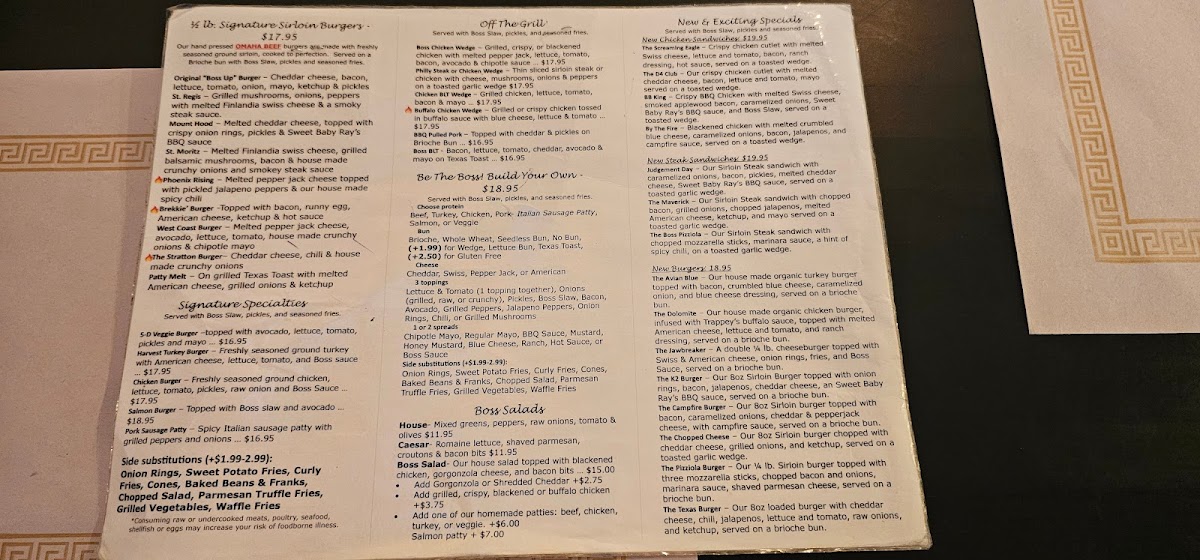 ½ lb. Signature Sirloin Burgers -
$17.95
Our hand pressed OMAHA BEEF burgers are made with freshly
seasoned ground sirloin, cooked to perfection. Served on a
Brioche bun with Boss Slaw, pickles and seasoned fries.
Original "Boss Up" Burger – Cheddar cheese, bacon,
lettuce, tomato, onion, mayo, ketchup & pickles
St. Regis – Grilled mushrooms, onions, peppers
with melted Finlandia swiss cheese & a smoky
steak sauce.
Mount Hood – Melted cheddar cheese, topped with
crispy onion rings, pickles & Sweet Baby Ray's
BBQ sauce
St. Moritz – Melted Finlandia swiss cheese, grilled
balsamic mushrooms, bacon & house made
crunchy onions and smokey steak sauce
Phoenix Rising – Melted pepper jack cheese topped
with pickled jalapeno peppers & our house made
spicy chili
Brekkie' Burger -Topped with bacon, runny egg,
American cheese, ketchup & hot sauce
West Coast Burger – Melted pepper jack cheese,
avocado, lettuce, tomato, house made crunchy
onions & chipotle mayo
The Stratton Burger– Cheddar cheese, chili & house
made crunchy onions
Patty Melt – On grilled Texas Toast with melted
American cheese, grilled onions & ketchup
Signature Specialties
Served with Boss Slaw, pickles, and seasoned fries.
5-D Veggie Burger –topped with avocado, lettuce, tomato,
pickles and mayo ... $16.95
Harvest Turkey Burger – Freshly seasoned ground turkey
with American cheese, lettuce, tomato, and Boss sauce
... $17.95
Chicken Burger – Freshly seasoned ground chicken,
lettuce, tomato, pickles, raw onion and Boss Sauce ...
$17.95
Salmon Burger – Topped with Boss slaw and avocado ...
$18.95
Pork Sausage Patty – Spicy Italian sausage patty with
grilled peppers and onions ... $16.95
Side substitutions (+$1.99-2.99):
Onion Rings, Sweet Potato Fries, Curly
Fries, Cones, Baked Beans & Franks,
Chopped Salad, Parmesan Truffle Fries,
Grilled Vegetables, Waffle Fries
*Consuming raw or undercooked meats, poultry, seafood,
shellfish or eggs may increase your risk of foodborne illness.
Off The Grill
Served with Boss Slaw, pickles, and seasoned fries.
Boss Chicken Wedge – Grilled, crispy, or blackened
chicken with melted pepper jack, lettuce, tomato,
bacon, avocado & chipotle sauce ... $17.95
Philly Steak or Chicken Wedge – Thin sliced sirloin steak or
chicken with cheese, mushrooms, onions & peppers
on a toasted garlic wedge $17.95
Chicken BLT Wedge – Grilled chicken, lettuce, tomato,
bacon & mayo ... $17.95
Buffalo Chicken Wedge – Grilled or crispy chicken tossed
in buffalo sauce with blue cheese, lettuce & tomato ...
$17.95
BBQ Pulled Pork – Topped with cheddar & pickles on
Brioche Bun ... $16.95
Boss BLT – Bacon, lettuce, tomato, cheddar, avocado &
mayo on Texas Toast ... $16.95
Be The Boss! Build Your Own -
$18.95
Served with Boss Slaw, pickles, and seasoned fries.
Choose protein
Beef, Turkey, Chicken, Pork- Italian Sausage Patty,
Salmon, or Veggie
Bun
Brioche, Whole Wheat, Seedless Bun, No Bun,
(+1.99) for Wedge, Lettuce Bun, Texas Toast,
(+2.50) for Gluten Free
Cheese
Cheddar, Swiss, Pepper Jack, or American
3 toppings
Lettuce & Tomato (1 topping together), Onions
(grilled, raw, or crunchy), Pickles, Boss Slaw, Bacon,
Avocado, Grilled Peppers, Jalapeno Peppers, Onion
Rings, Chili, or Grilled Mushrooms
1 or 2 spreads
Chipotle Mayo, Regular Mayo, BBQ Sauce, Mustard,
Honey Mustard, Blue Cheese, Ranch, Hot Sauce, or
Boss Sauce
Side substitutions (+$1.99-2.99):
Onion Rings, Sweet Potato Fries, Curly Fries, Cones,
Baked Beans & Franks, Chopped Salad, Parmesan
Truffle Fries, Grilled Vegetables, Waffle Fries
Boss Salads
House- Mixed greens, peppers, raw onions, tomato &
olives $11.95
Caesar- Romaine lettuce, shaved parmesan,
croutons & bacon bits $11.95
Boss Salad- Our house salad topped with blackened
chicken, gorgonzola cheese, and bacon bits ... $15.00
• Add Gorgonzola or Shredded Cheddar +$2.75
• Add grilled, crispy, blackened or buffalo chicken
+$3.75
• Add one of our homemade patties: beef, chicken,
turkey, or veggie. +$6.00
Salmon patty + $7.00
New & Exciting Specials
Served with Boss Slaw, pickles and seasoned fries.
New Chicken Sandwiches: $19.95
The Screaming Eagle – Crispy chicken cutlet with melted
Swiss cheese, lettuce and tomato, bacon, ranch
dressing, hot sauce, served on a toasted wedge.
The D4 Club – Our crispy chicken cutlet with melted
cheddar cheese, bacon, lettuce and tomato, mayo
served on a toasted wedge.
BB King – Crispy BBQ Chicken with melted Swiss cheese,
smoked applewood bacon, caramelized onions, Sweet
Baby Ray's BBQ sauce, and Boss Slaw, served on a
toasted wedge.
By The Fire – Blackened chicken with melted crumbled
blue cheese, caramelized onions, bacon, jalapenos, and
campfire sauce, served on a toasted wedge.
New Steak Sandwiches: $19.95
Judgement Day – Our Sirloin Steak sandwich with
caramelized onions, bacon, pickles, melted cheddar
cheese, Sweet Baby Ray's BBQ sauce, served on a
toasted garlic wedge.
The Maverick – Our Sirloin Steak sandwich with chopped
bacon, grilled onions, chopped jalapenos, melted
American cheese, ketchup, and mayo served on a
toasted wedge.
The Boss Pizziola – Our Sirloin Steak sandwich with
chopped mozzarella sticks, marinara sauce, a hint of
spicy chili, on a toasted garlic wedge.
New Burgers: 18.95
The Avian Blue – Our house made organic turkey burger
topped with bacon, crumbled blue cheese, caramelized
onion, and blue cheese dressing, served on a brioche
bun.
The Dolomite – Our house made organic chicken burger,
infused with Trappey's buffalo sauce, topped with melted
American cheese, lettuce and tomato, and ranch
dressing, served on a brioche bun.
The Jawbreaker – A double ¼ lb. cheeseburger topped with
Swiss & American cheese, onion rings, fries, and Boss
Sauce, served on a brioche bun.
The K2 Burger – Our 8oz Sirloin Burger topped with onion
rings, bacon, jalapenos, cheddar cheese, an Sweet Baby
Ray's BBQ sauce, served on a brioche bun.
The Campfire Burger – Our 8oz Sirloin burger topped with
bacon, caramelized onions, cheddar & pepperjack
cheese, with campfire sauce, served on a brioche bun.
The Chopped Cheese – Our 8oz Sirloin burger chopped with
cheddar cheese, grilled onions, and ketchup, served on a
toasted garlic wedge.
The Pizziola Burger – Our ¼ lb. Sirloin burger topped with
three mozzarella sticks, chopped bacon and onions,
marinara sauce, shaved parmesan cheese, served on a
brioche bun.
The Texas Burger – Our 8oz loaded burger with cheddar
cheese, chili, jalapenos, lettuce and tomato, raw onions,
and ketchup, served on a brioche bun.